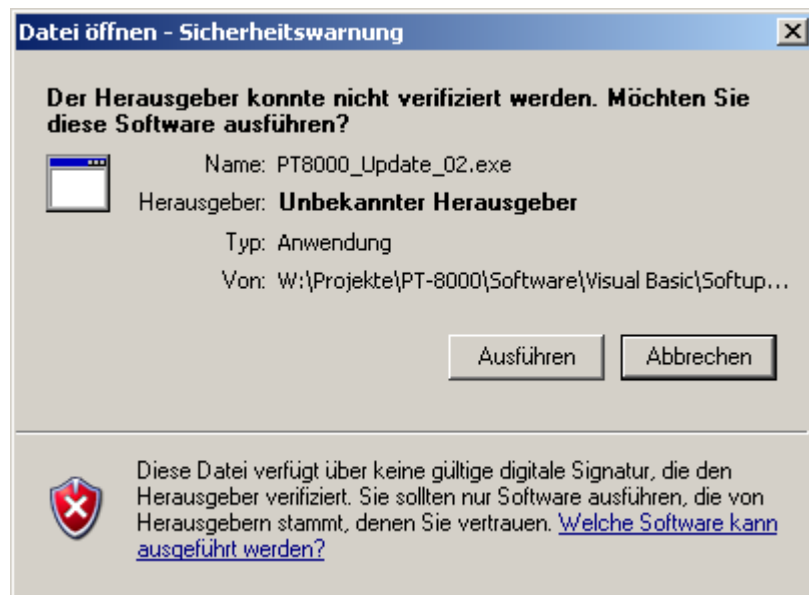 Datei öffnen - Sicherheitswarnung
Der Herausgeber konnte nicht verifiziert werden. Möchten Sie
diese Software ausführen?
Name: PT8000_Update_02.exe
Herausgeber: Unbekannter Herausgeber
Typ: Anwendung
Von: W:\Projekte\PT-8000\Software\Visual Basic\Softup...
Ausführen Abbrechen
Diese Datei verfügt über keine gültige digitale Signatur, die den
Herausgeber verifiziert. Sie sollten nur Software ausführen, die von
Herausgebern stammt, denen Sie vertrauen. Welche Software kann
ausgeführt werden?